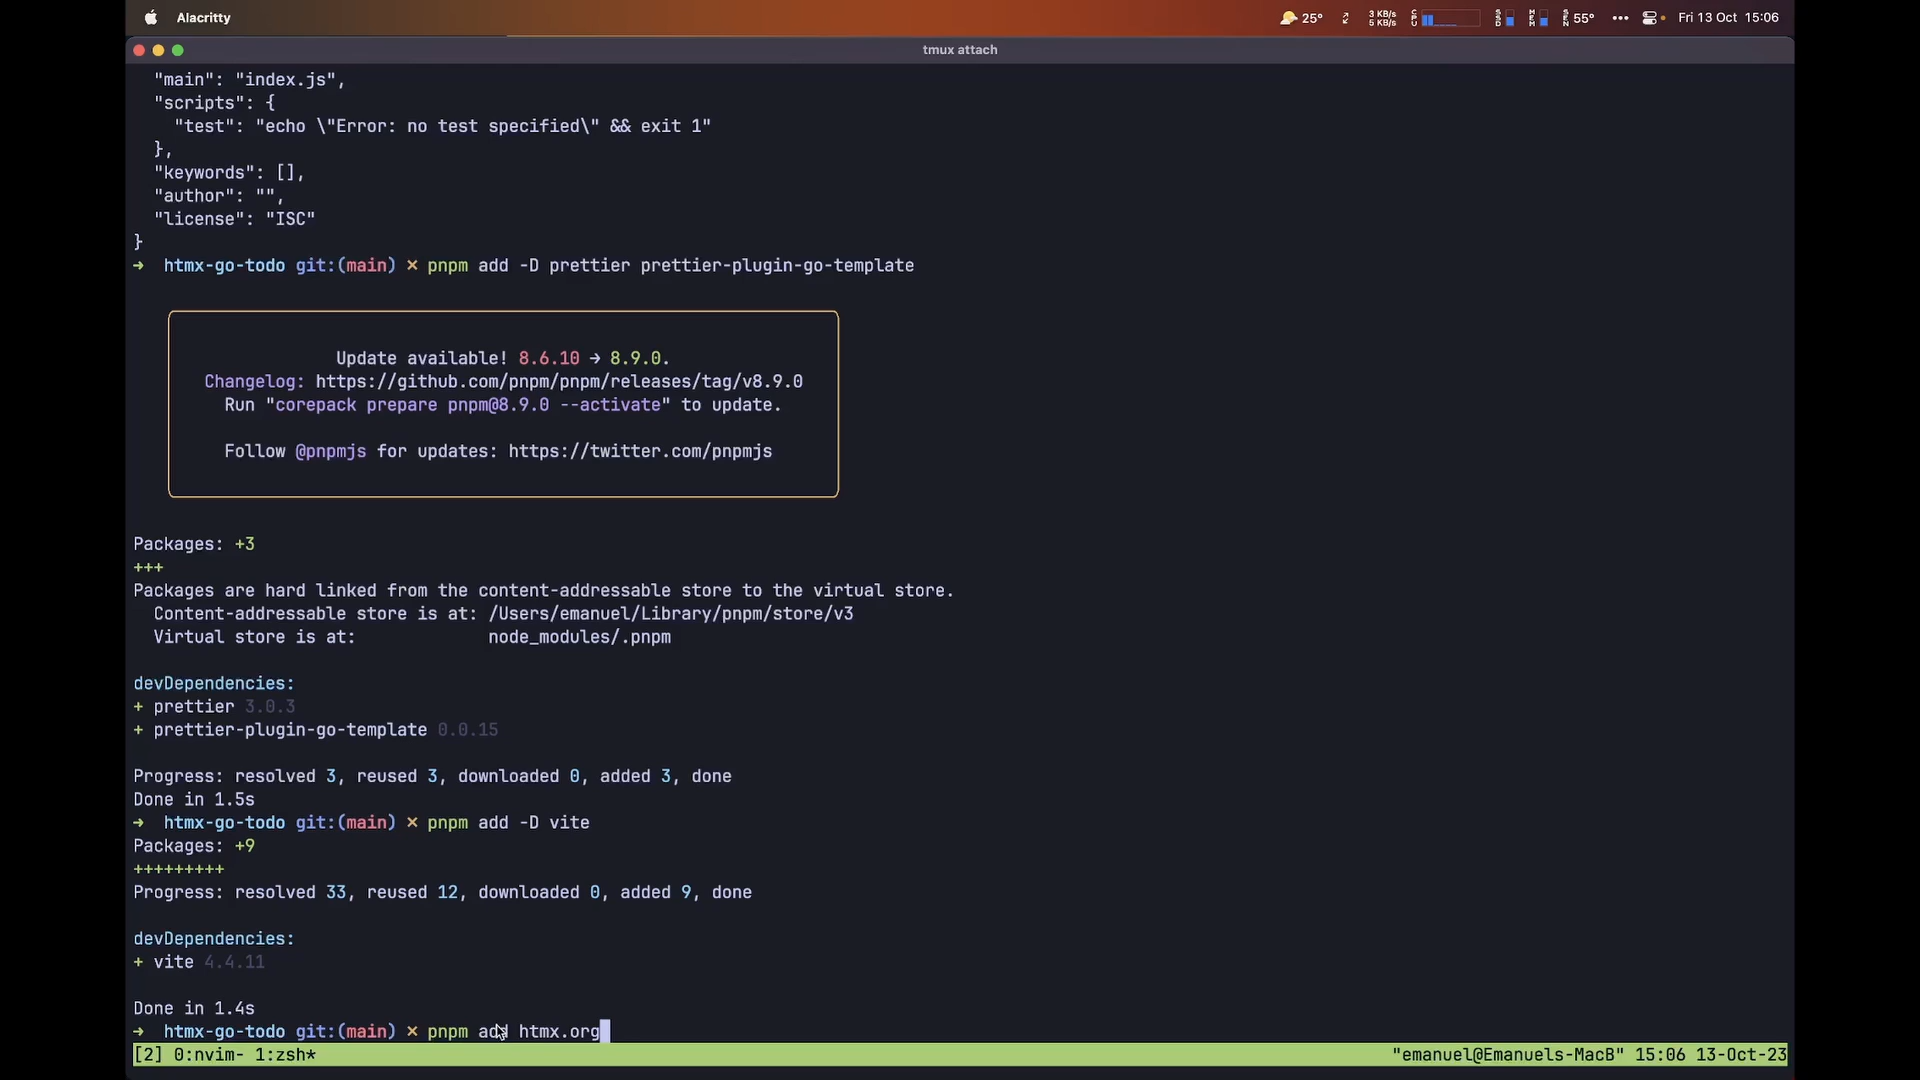 Alacritty 25° 3 KB/s 5 KB/s CPU SSD MEM SEN 55° ••• Fri 13 Oct 15:06
tmux attach
"main": "index.js",
"scripts": {
"test": "echo \"Error: no test specified\" && exit 1"
},
"keywords": [],
"author": "",
"license": "ISC"
}
→ htmx-go-todo git:(main) × pnpm add -D prettier prettier-plugin-go-template
Update available! 8.6.10 → 8.9.0.
Changelog: https://github.com/pnpm/pnpm/releases/tag/v8.9.0
Run "corepack prepare pnpm@8.9.0 --activate" to update.
Follow @pnpmjs for updates: https://twitter.com/pnpmjs
Packages: +3
+++
Packages are hard linked from the content-addressable store to the virtual store.
Content-addressable store is at: /Users/emanuel/Library/pnpm/store/v3
Virtual store is at: node_modules/.pnpm
devDependencies:
+ prettier 3.0.3
+ prettier-plugin-go-template 0.0.15
Progress: resolved 3, reused 3, downloaded 0, added 3, done
Done in 1.5s
→ htmx-go-todo git:(main) × pnpm add -D vite
Packages: +9
+++++++++
Progress: resolved 33, reused 12, downloaded 0, added 9, done
devDependencies:
+ vite 4.4.11
Done in 1.4s
→ htmx-go-todo git:(main) × pnpm add htmx.org
[2] 0:nvim- 1:zsh* "emanuel@Emanuels-MacB" 15:06 13-Oct-23